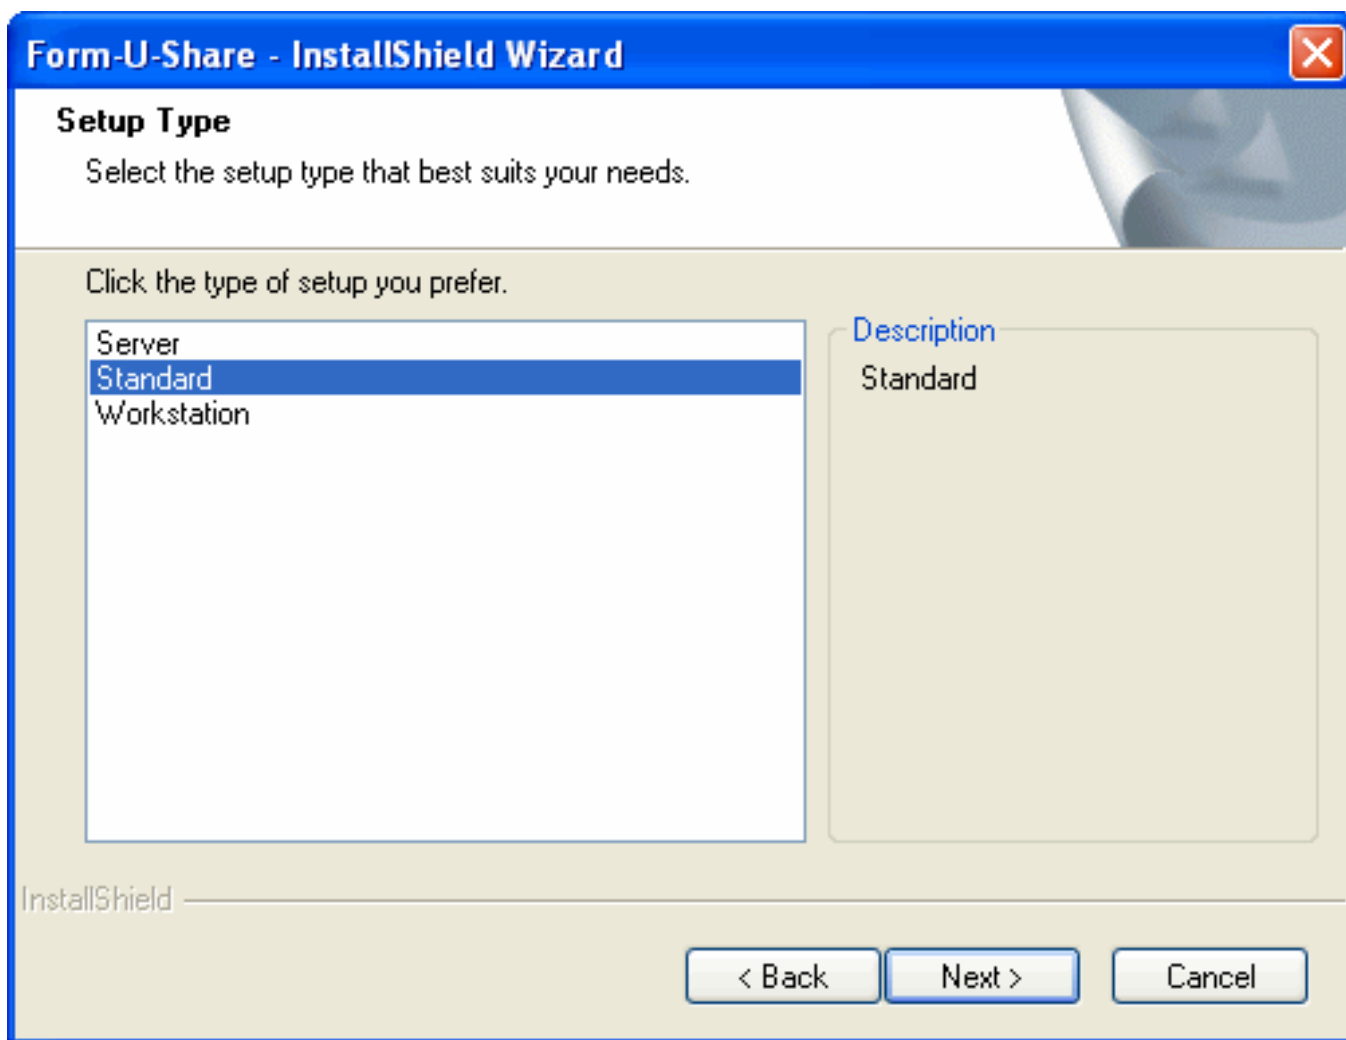 Form-U-Share - InstallShield Wizard
Setup Type
Select the setup type that best suits your needs.
Click the type of setup you prefer.
Server
Standard
Workstation
Description
Standard
InstallShield
< Back
Next >
Cancel